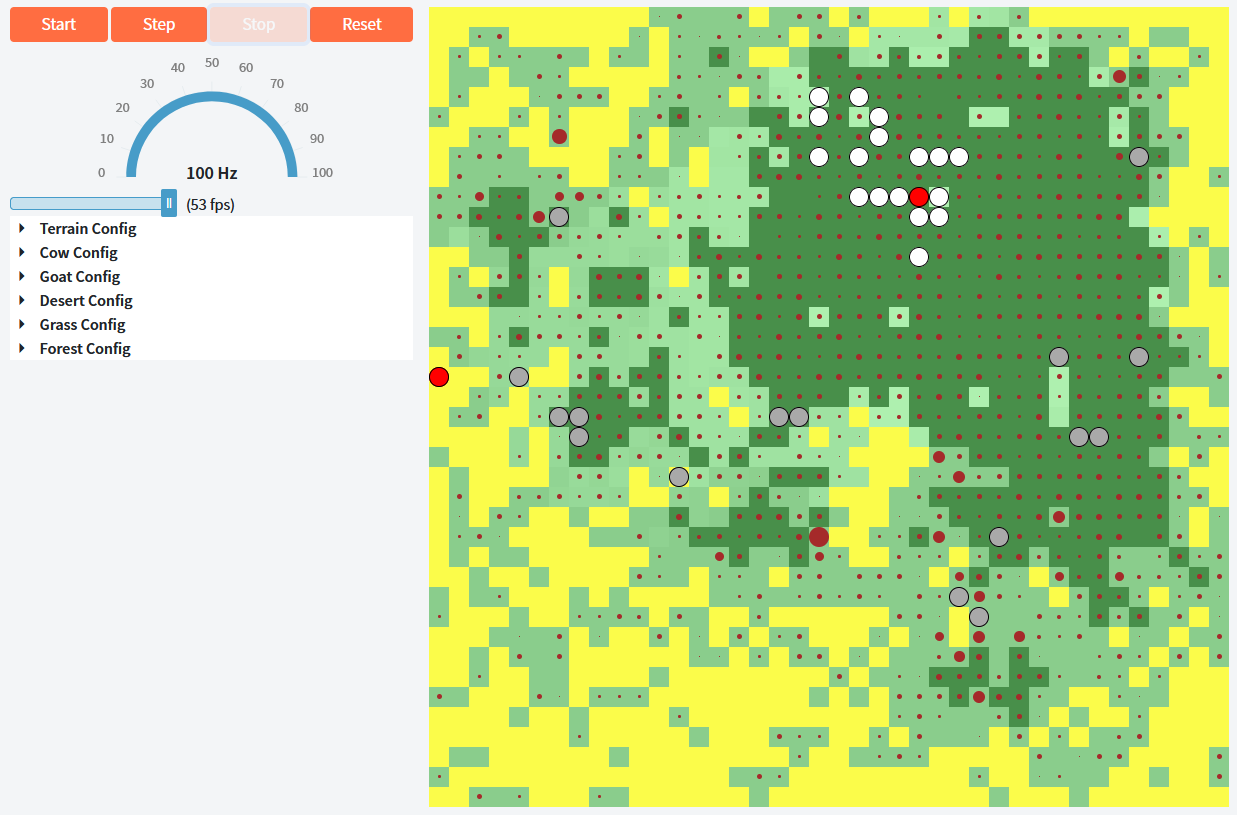 Start Step Stop Reset
0 10 20 30 40 50 60 70 80 90 100
100 Hz
(53 fps)
Terrain Config
Cow Config
Goat Config
Desert Config
Grass Config
Forest Config